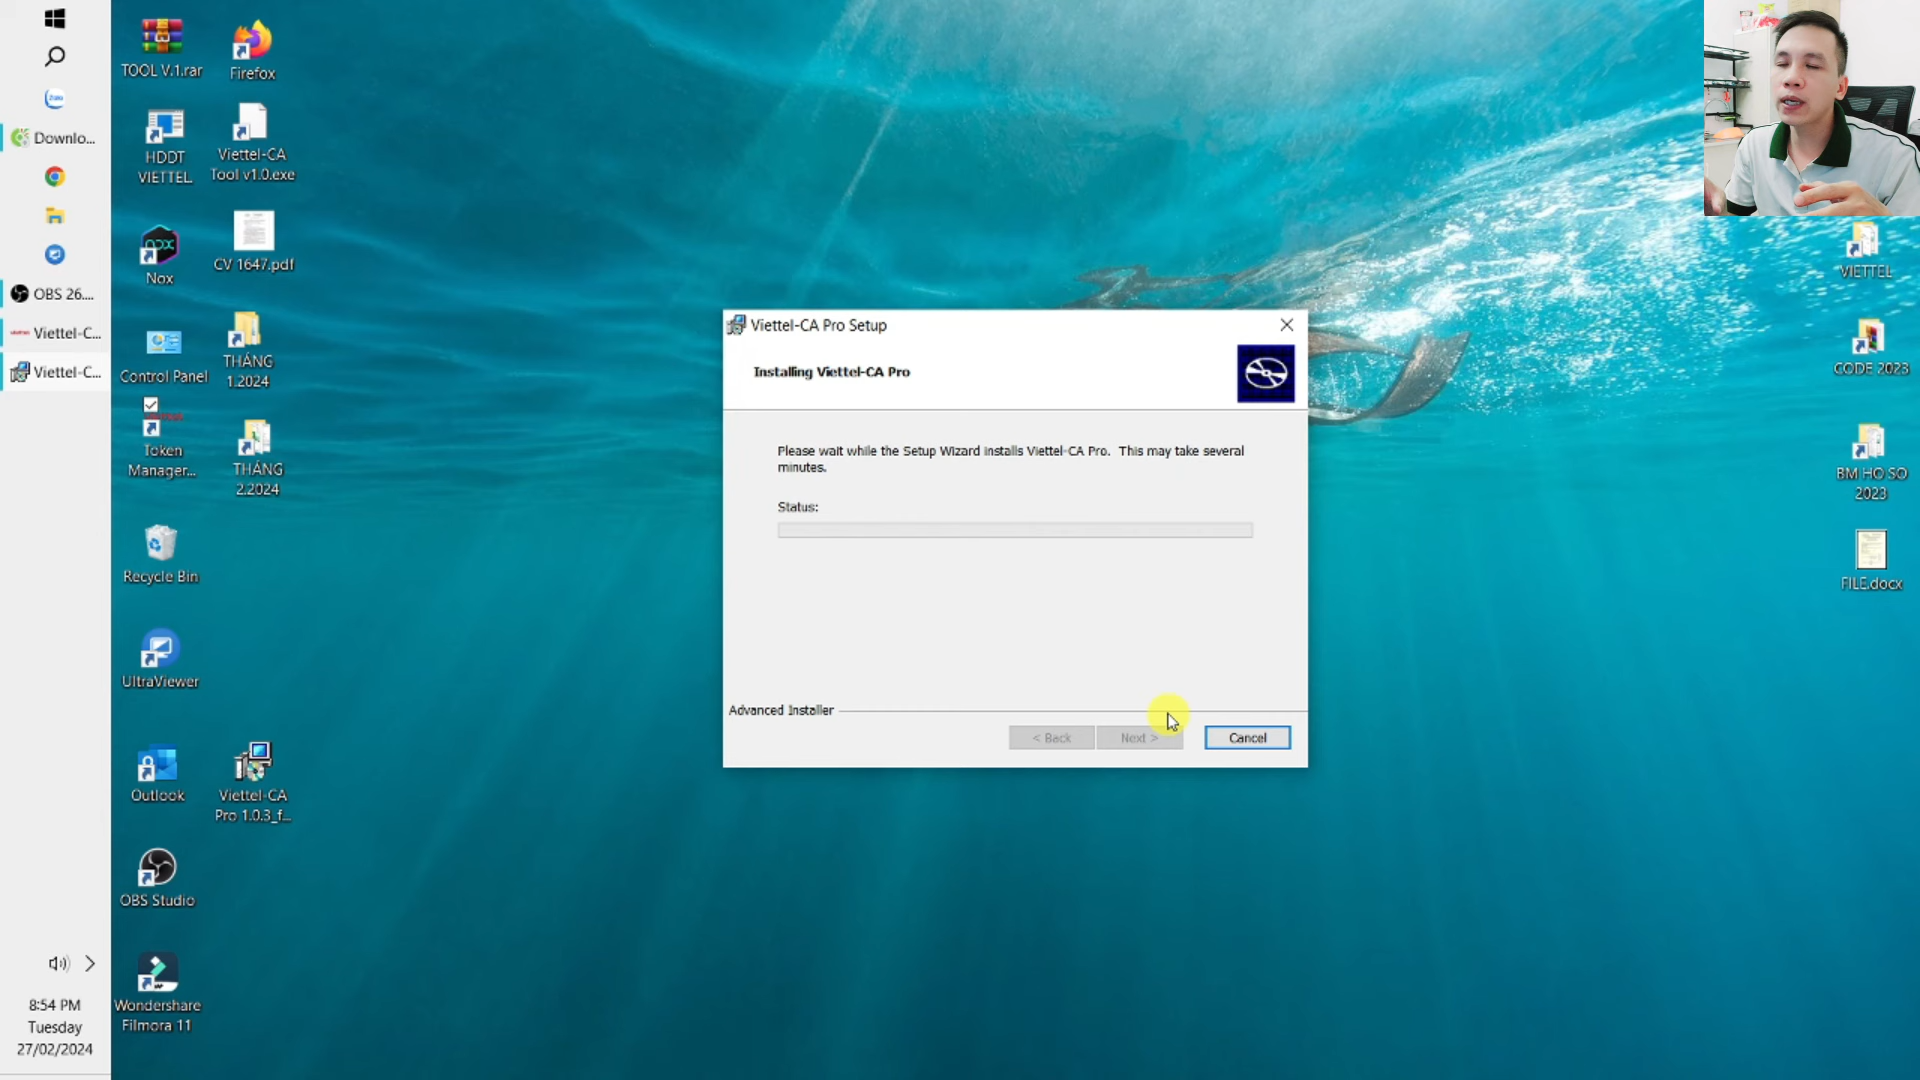 Downlo...
OBS 26....
Viettel-C...
Viettel-C...
8:54 PM
Tuesday
27/02/2024
TOOL V.1.rar
Firefox
HDDT
VIETTEL
Viettel-CA
Tool v1.0.exe
Nox
CV 1647.pdf
Control Panel
THÁNG
1.2024
Token
Manager...
THÁNG
2.2024
Recycle Bin
UltraViewer
Outlook
Viettel-CA
Pro 1.0.3_f...
OBS Studio
Wondershare
Filmora 11
Viettel-CA Pro Setup
Installing Viettel-CA Pro
Please wait while the Setup Wizard installs Viettel-CA Pro. This may take several
minutes.
Status:
Advanced Installer
< Back
Next >
Cancel
VIETTEL
CODE 2023
BM HO SO
2023
FILE.docx